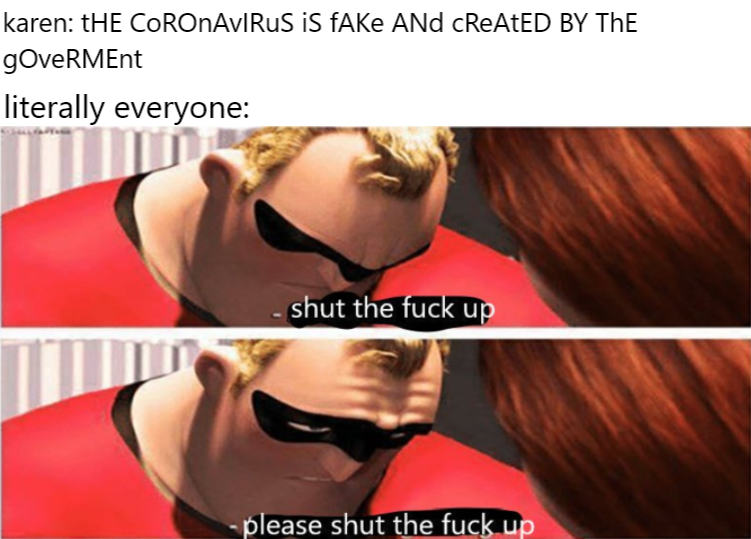 karen: tHE CoROnAvIRuS iS fAKe ANd cReAtED BY ThE
gOveRMEnt
literally everyone:
- shut the fuck up
- please shut the fuck up